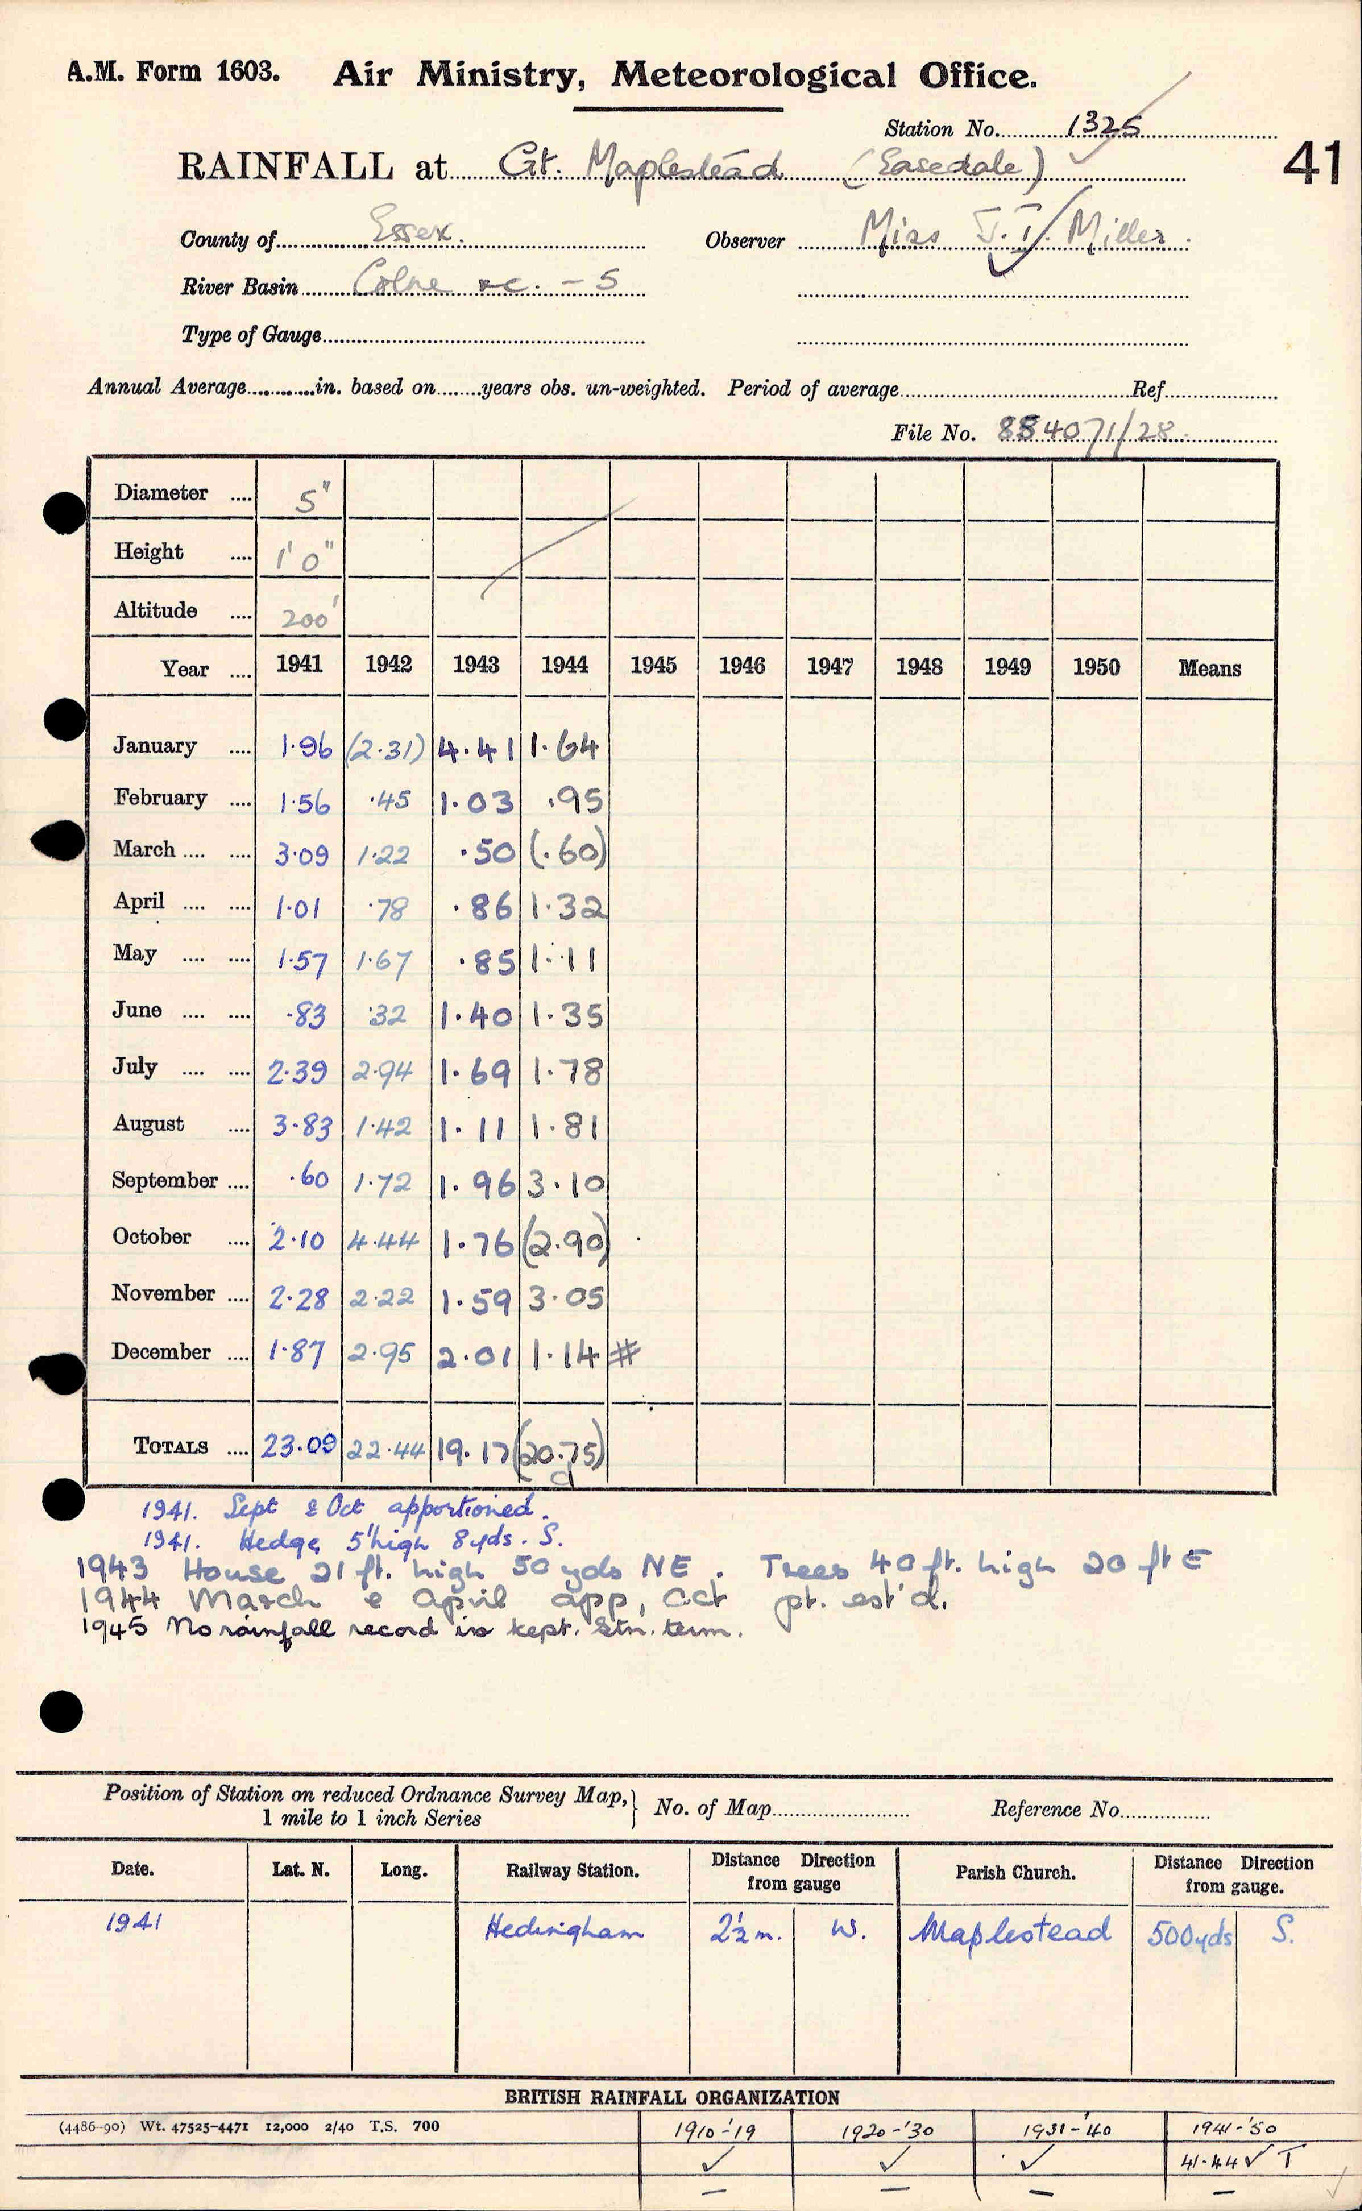 A.M. Form 1603. Air Ministry, Meteorological Office.
Station No. 1325
RAINFALL at Gt. Maplestead (Easedale) 41
County of Essex. Observer Miss J.I. Miller.
River Basin Colne &c. - 5
Type of Gauge
Annual Average in. based on years obs. un-weighted. Period of average Ref
File No. 884071/28
Diameter .... 5"
Height .... 1' 0"
Altitude .... 200'
Year .... 1941 1942 1943 1944 1945 1946 1947 1948 1949 1950 Means
January .... 1.96 (2.31) 4.41 1.64
February .... 1.56 .45 1.03 .95
March .... .... 3.09 1.22 .50 (.60)
April .... .... 1.01 .78 .86 1.32
May .... .... 1.57 1.67 .85 1.11
June .... .... .83 .32 1.40 1.35
July .... .... 2.39 2.94 1.69 1.78
August .... 3.83 1.42 1.11 1.81
September .... .60 1.72 1.96 3.10
October .... 2.10 4.44 1.76 (2.90)
November .... 2.28 2.22 1.59 3.05
December .... 1.87 2.95 2.01 1.14 #
TOTALS .... 23.09 22.44 19.17 (20.75)
1941. Sept & Oct apportioned.
1941. Hedge 5' high 8 yds. S.
1943 House 21 ft. high 50 yds NE. Trees 40 ft. high 20 ft E
1944 March & April app, Oct pt. est'd.
1945 No rainfall record is kept. Stn. term.
Position of Station on reduced Ordnance Survey Map, 1 mile to 1 inch Series } No. of Map Reference No.
Date. Lat. N. Long. Railway Station. Distance Direction from gauge Parish Church. Distance Direction from gauge.
1941 Hedingham 2½ m. W. Maplestead 500 yds S.
BRITISH RAINFALL ORGANIZATION
(4486-90) Wt. 47525-4471 12,000 2/40 T.S. 700 1910-'19 1920-'30 1931-'40 1941-'50
✓ ✓ ✓ 41-44 ✓ T
– – – –